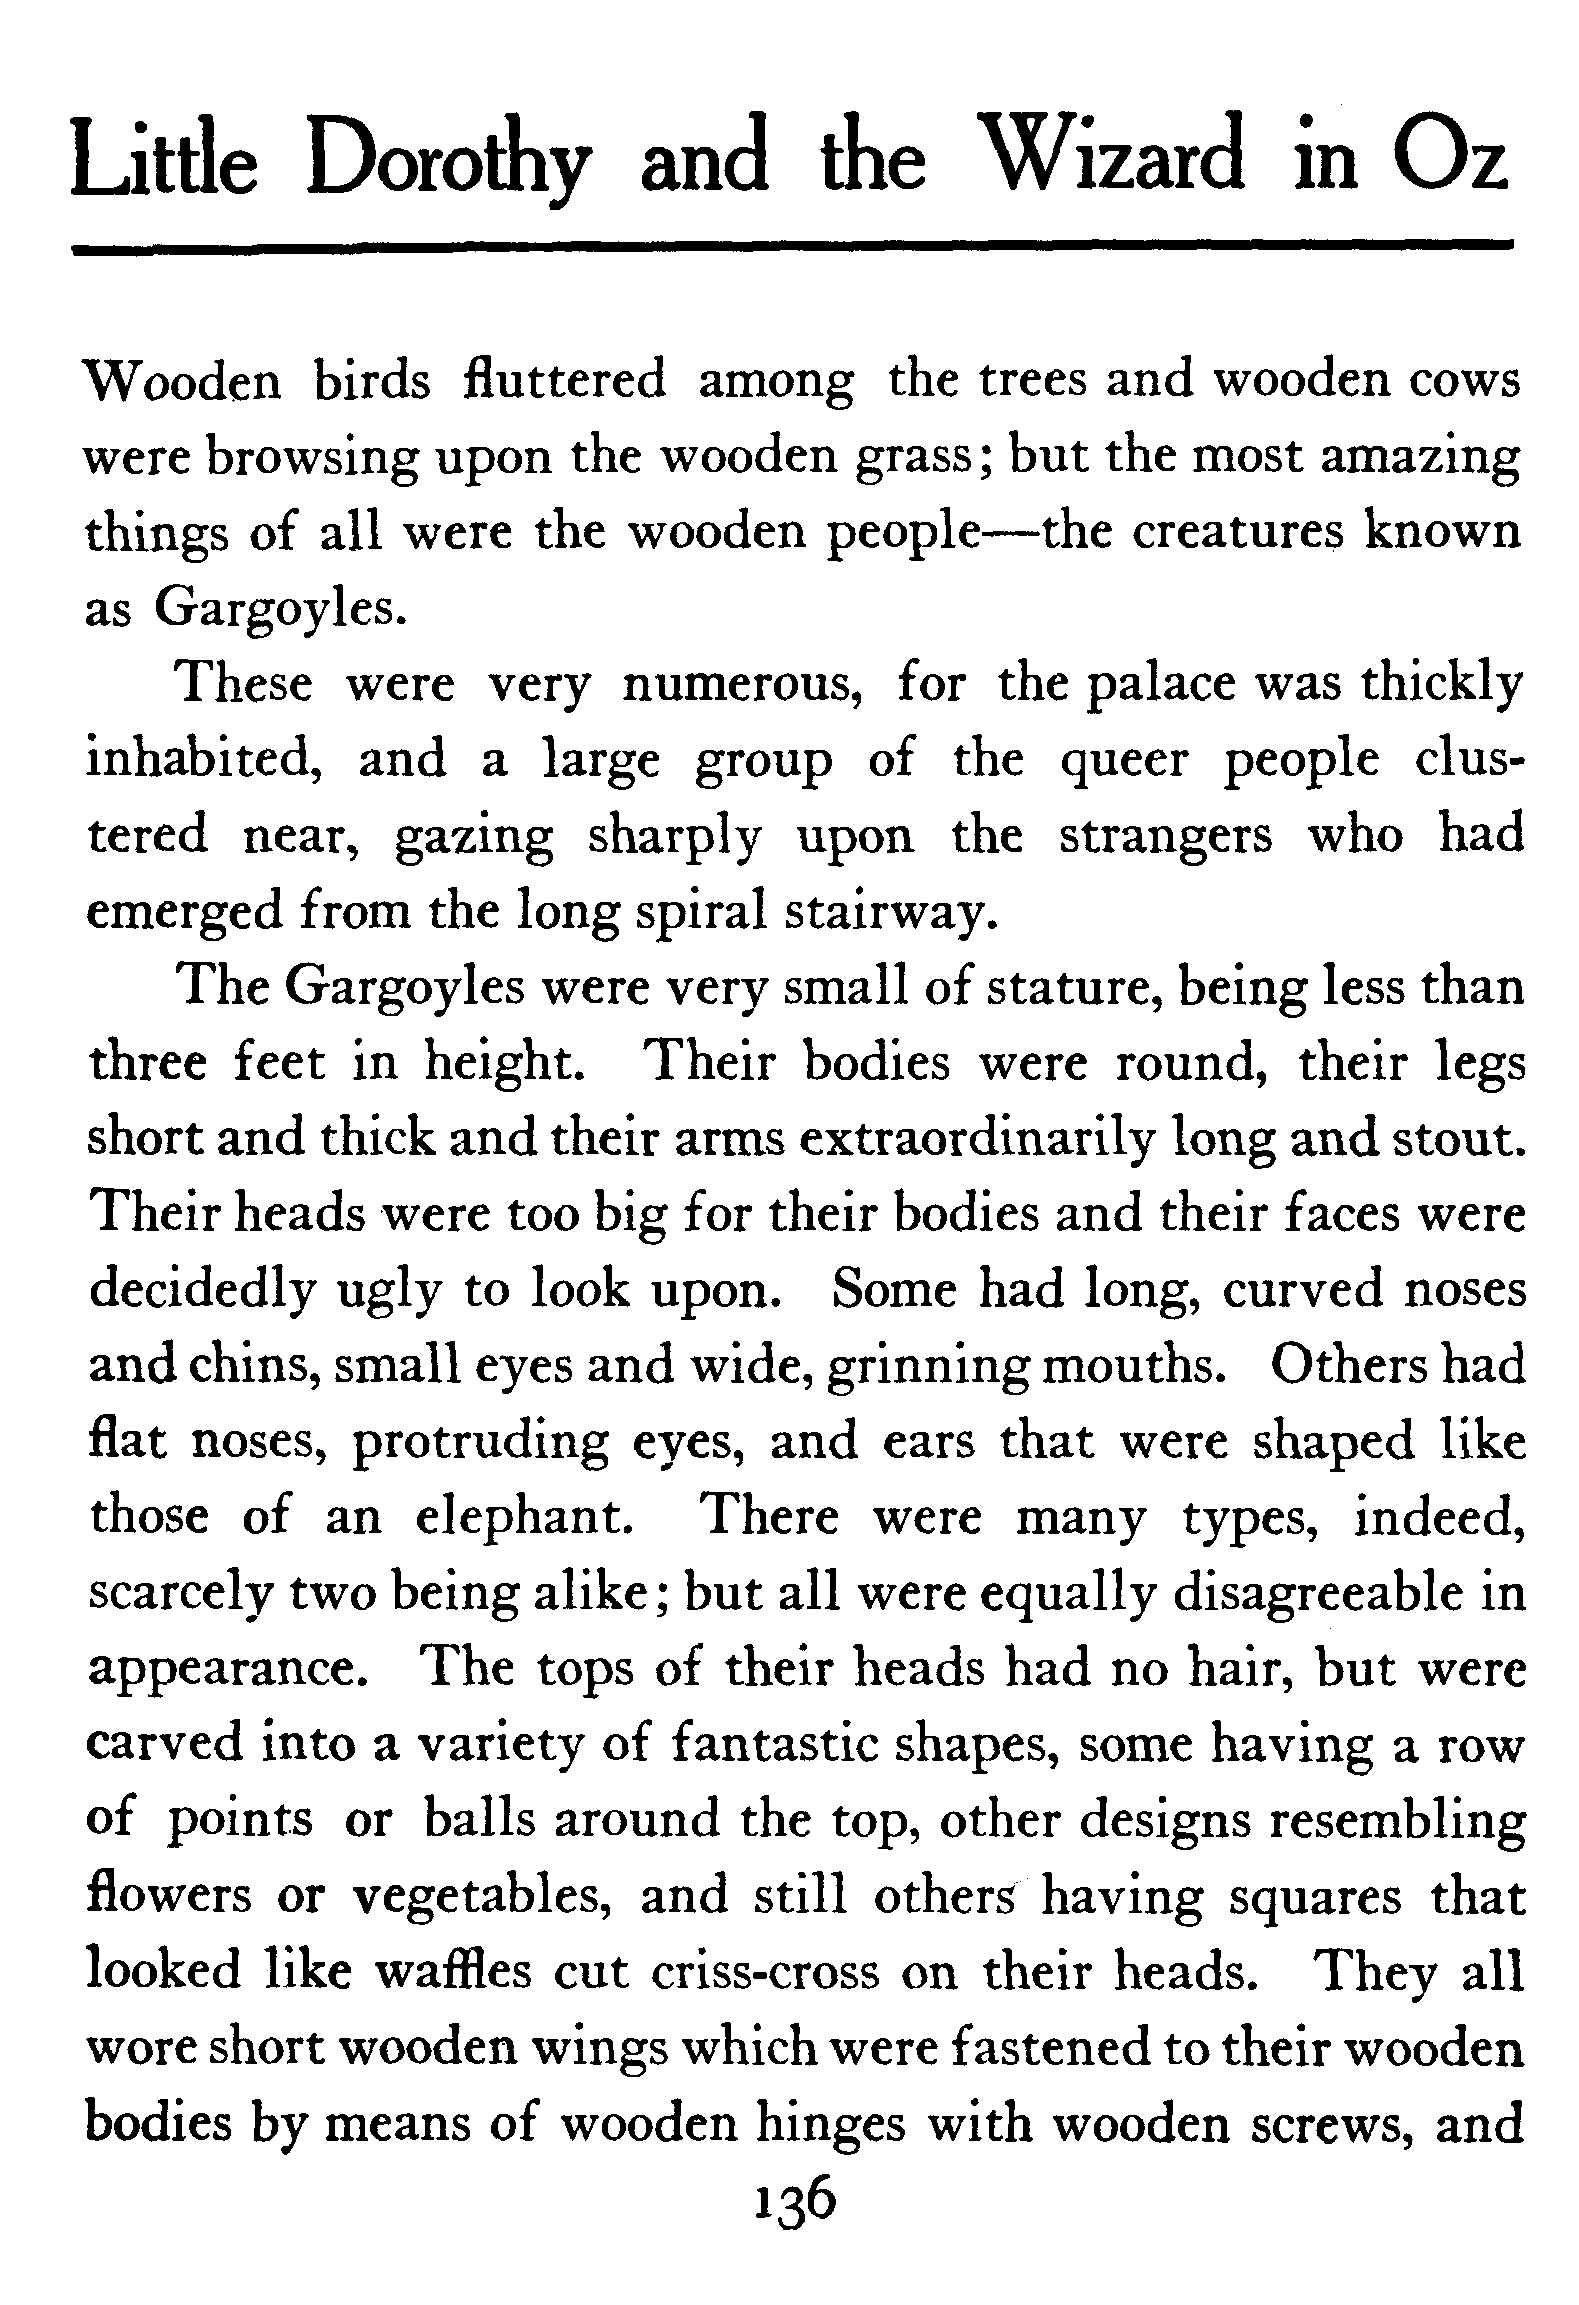 Little Dorothy and the Wizard in Oz
Wooden birds fluttered among the trees and wooden cows
were browsing upon the wooden grass; but the most amazing
things of all were the wooden people—the creatures known
as Gargoyles.
These were very numerous, for the palace was thickly
inhabited, and a large group of the queer people clus-
tered near, gazing sharply upon the strangers who had
emerged from the long spiral stairway.
The Gargoyles were very small of stature, being less than
three feet in height. Their bodies were round, their legs
short and thick and their arms extraordinarily long and stout.
Their heads were too big for their bodies and their faces were
decidedly ugly to look upon. Some had long, curved noses
and chins, small eyes and wide, grinning mouths. Others had
flat noses, protruding eyes, and ears that were shaped like
those of an elephant. There were many types, indeed,
scarcely two being alike; but all were equally disagreeable in
appearance. The tops of their heads had no hair, but were
carved into a variety of fantastic shapes, some having a row
of points or balls around the top, other designs resembling
flowers or vegetables, and still others having squares that
looked like waffles cut criss-cross on their heads. They all
wore short wooden wings which were fastened to their wooden
bodies by means of wooden hinges with wooden screws, and
136